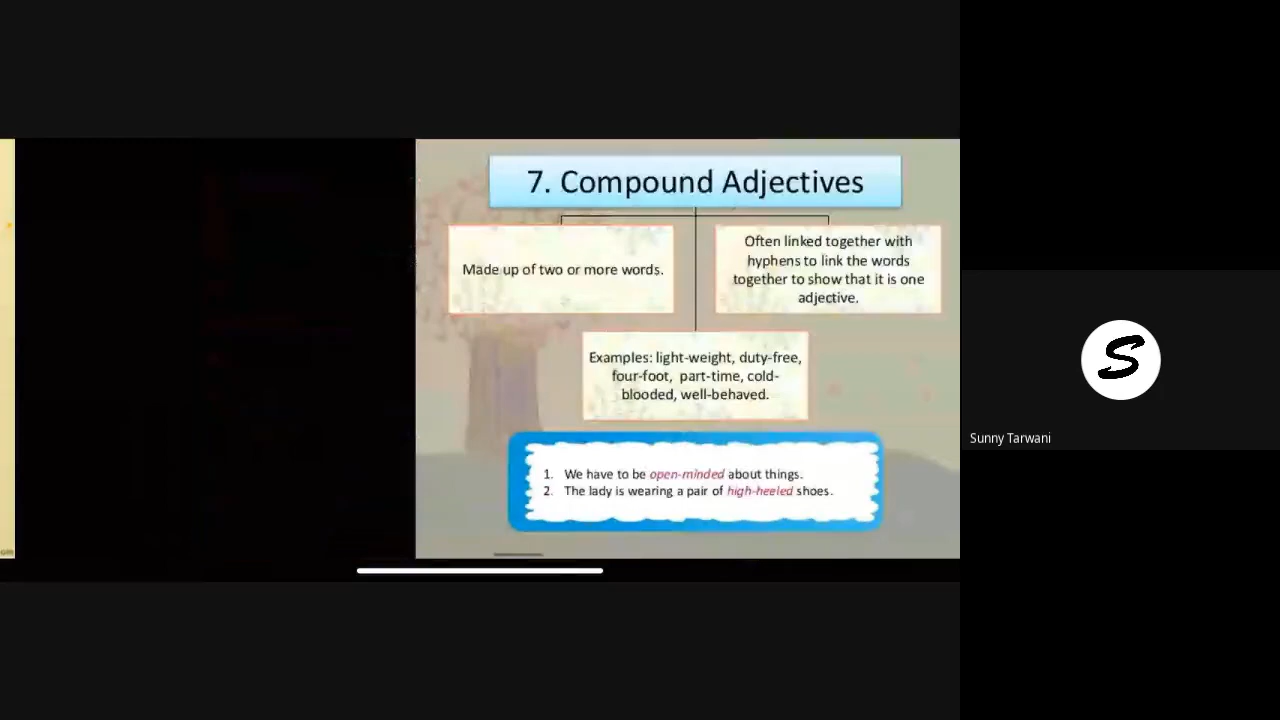 7. Compound Adjectives
Made up of two or more words.
Often linked together with
hyphens to link the words
together to show that it is one
adjective.
Examples: light-weight, duty-free,
four-foot, part-time, cold-
blooded, well-behaved.
1. We have to be open-minded about things.
2. The lady is wearing a pair of high-heeled shoes.
S
Sunny Tarwani